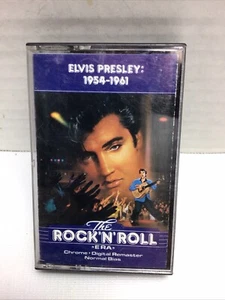 ELVIS PRESLEY:
1954-1961
The
ROCK'N'ROLL
•ERA•
Chrome • Digital Remaster
Normal Bias